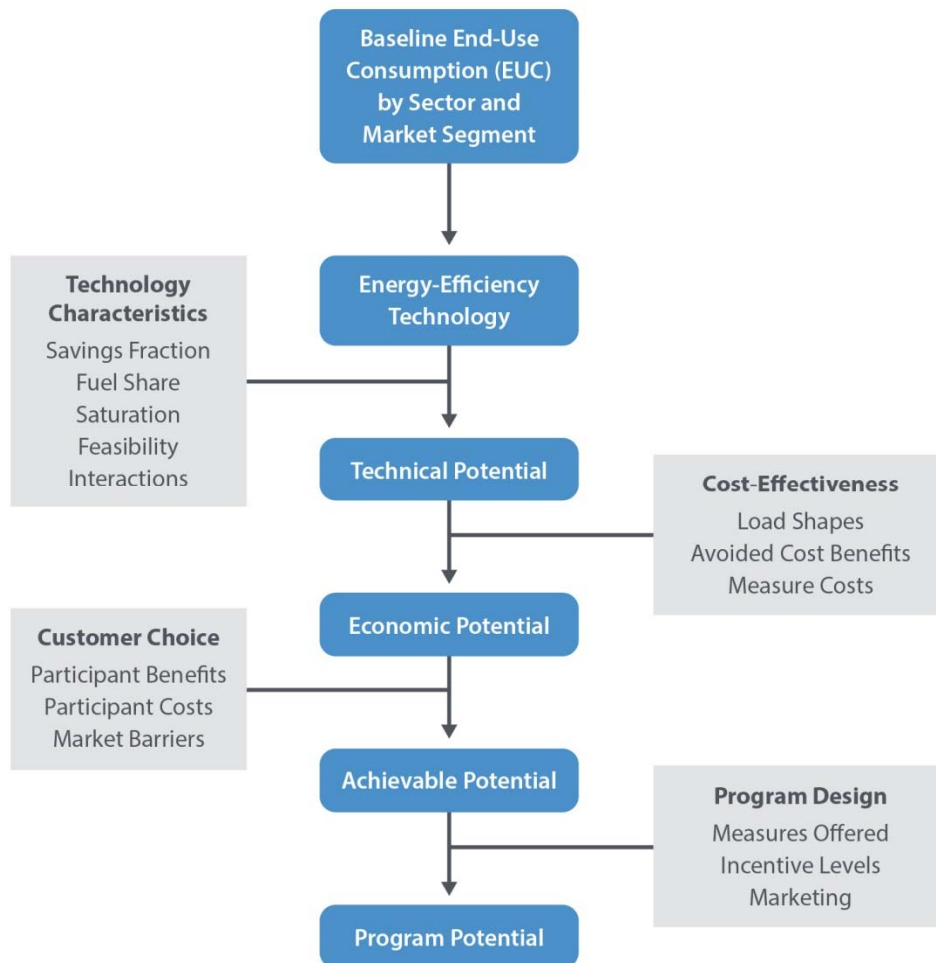 Baseline End-Use
Consumption (EUC)
by Sector and
Market Segment
Technology
Characteristics
Savings Fraction
Fuel Share
Saturation
Feasibility
Interactions
Energy-Efficiency
Technology
Technical Potential
Cost-Effectiveness
Load Shapes
Avoided Cost Benefits
Measure Costs
Economic Potential
Customer Choice
Participant Benefits
Participant Costs
Market Barriers
Achievable Potential
Program Design
Measures Offered
Incentive Levels
Marketing
Program Potential